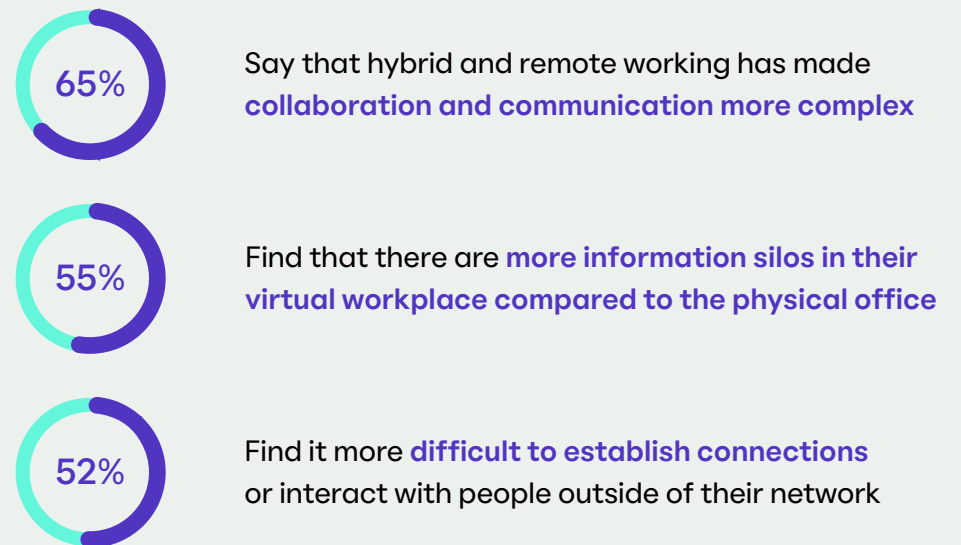 65%
Say that hybrid and remote working has made
collaboration and communication more complex
55%
Find that there are more information silos in their
virtual workplace compared to the physical office
52%
Find it more difficult to establish connections
or interact with people outside of their network